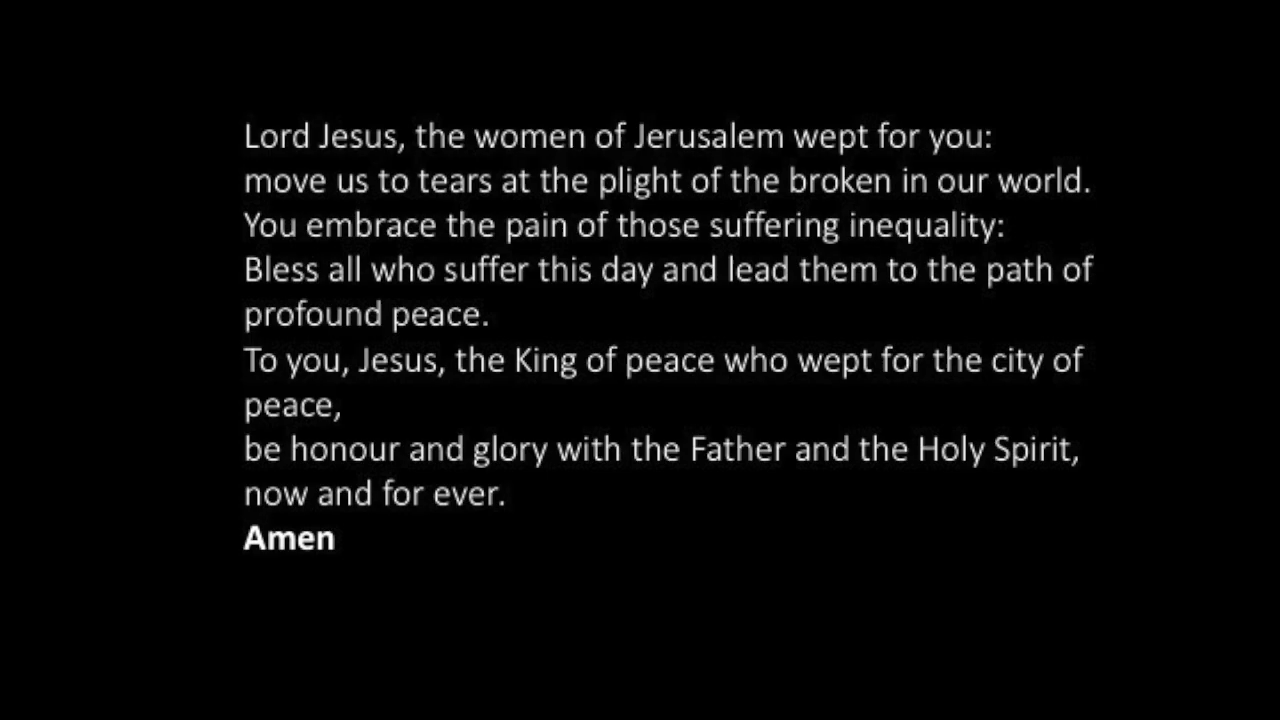 Lord Jesus, the women of Jerusalem wept for you:
move us to tears at the plight of the broken in our world.
You embrace the pain of those suffering inequality:
Bless all who suffer this day and lead them to the path of
profound peace.
To you, Jesus, the King of peace who wept for the city of
peace,
be honour and glory with the Father and the Holy Spirit,
now and for ever.
Amen